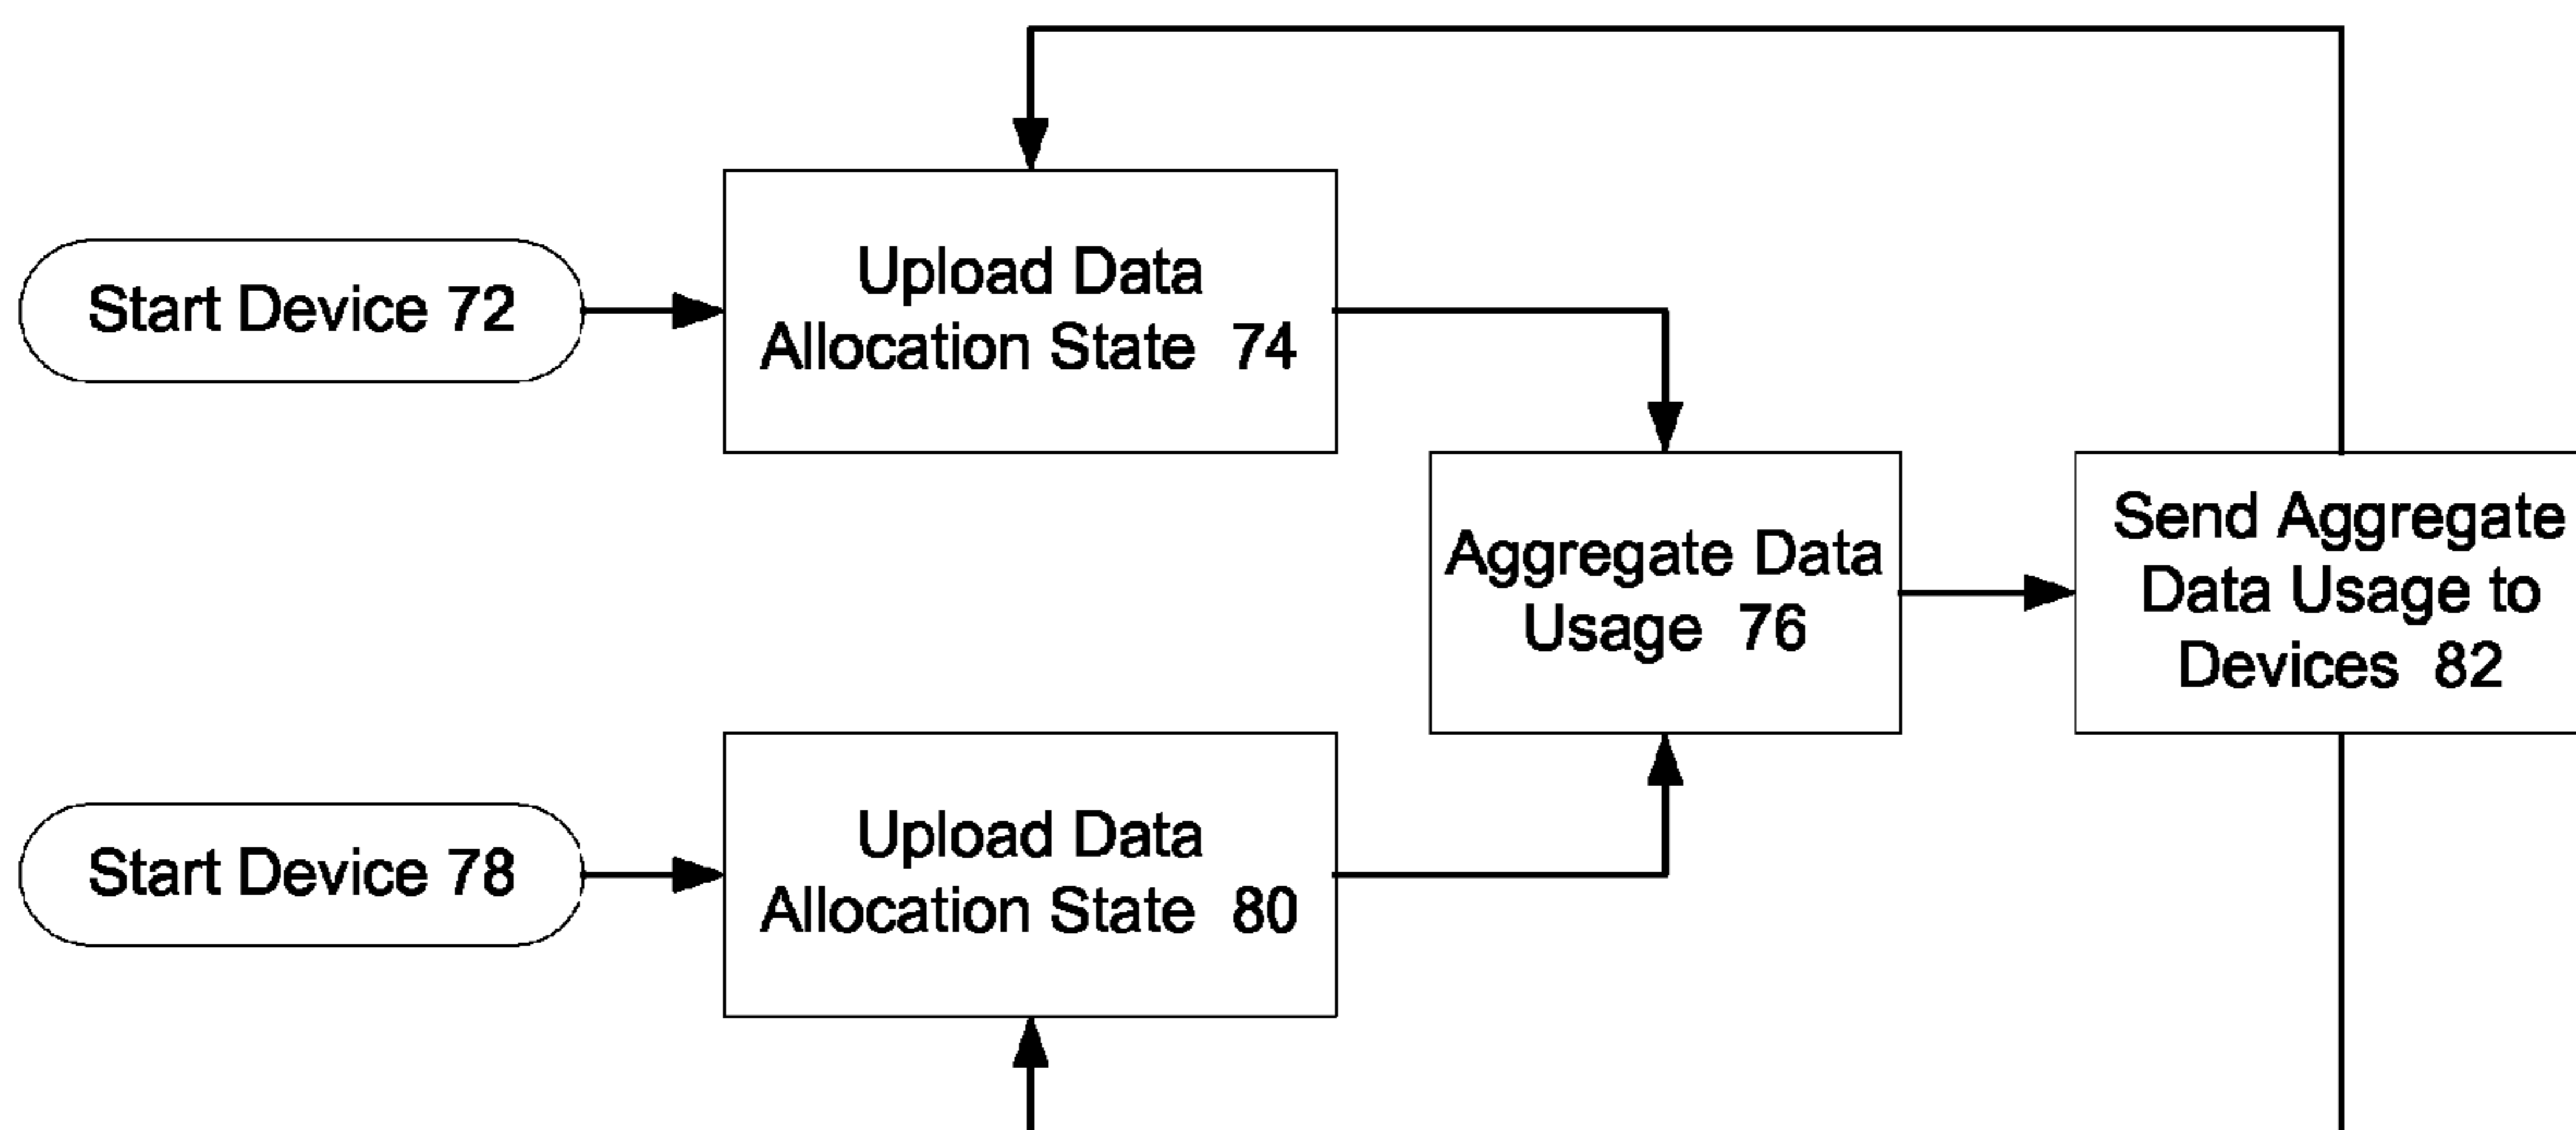 Start Device 72
Upload Data
Allocation State 74
Aggregate Data
Usage 76
Send Aggregate
Data Usage to
Devices 82
Start Device 78
Upload Data
Allocation State 80